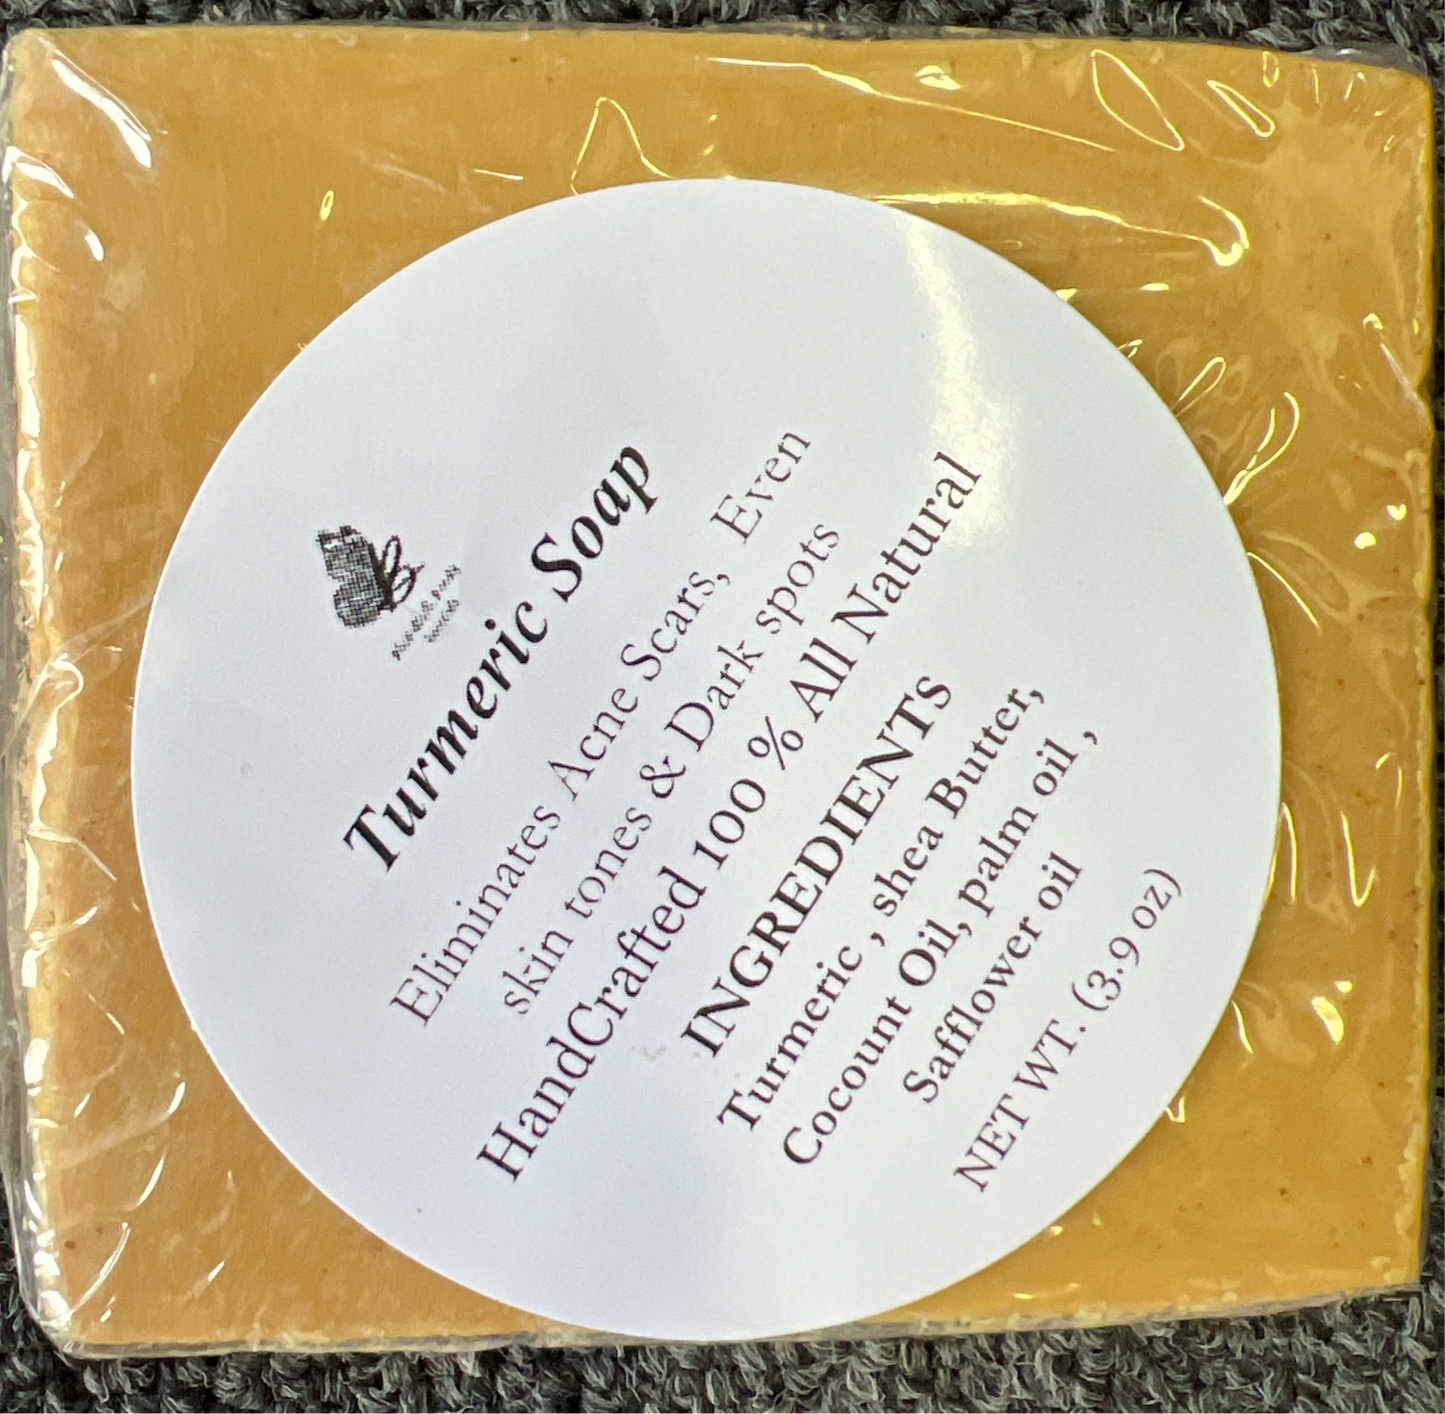 Turmeric Soap
Eliminates Acne Scars, Even
skin tones & Dark spots
HandCrafted 100 % All Natural
INGREDIENTS
Turmeric , shea Butter,
Cocount Oil, palm oil ,
Safflower oil
NET WT. (3.9 oz)